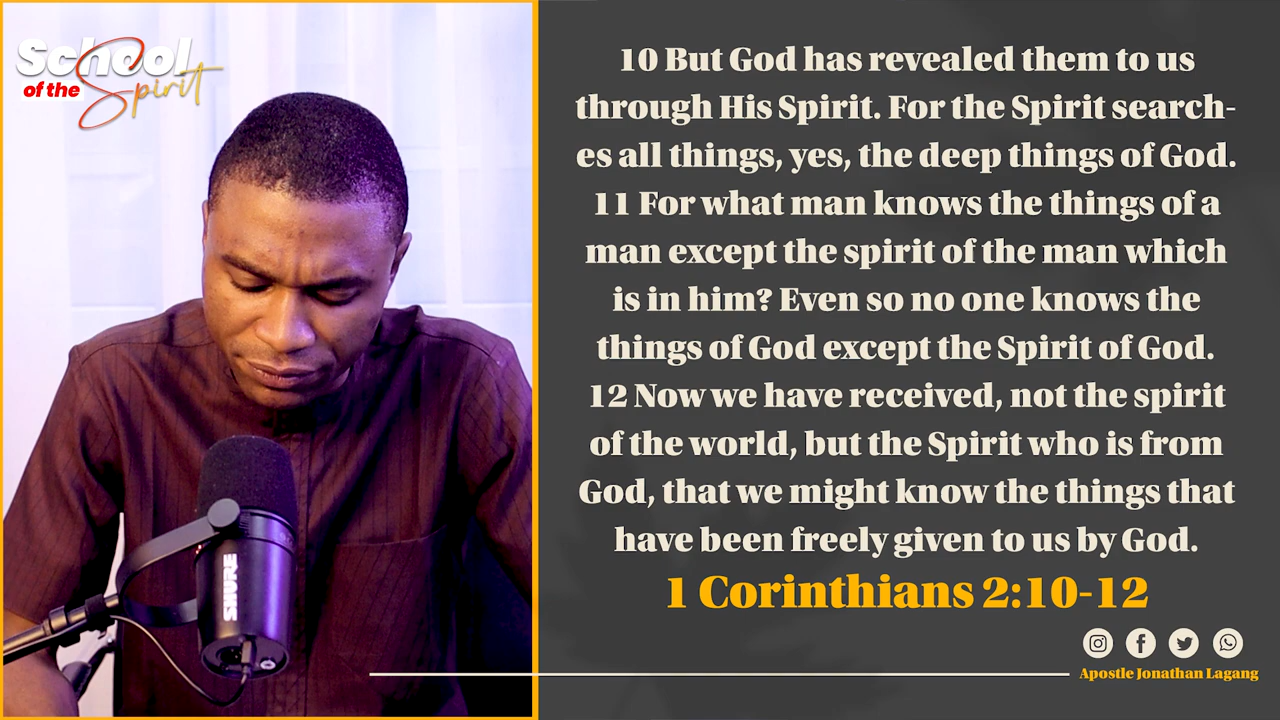 School
of the Spirit
10 But God has revealed them to us
through His Spirit. For the Spirit search-
es all things, yes, the deep things of God.
11 For what man knows the things of a
man except the spirit of the man which
is in him? Even so no one knows the
things of God except the Spirit of God.
12 Now we have received, not the spirit
of the world, but the Spirit who is from
God, that we might know the things that
have been freely given to us by God.
1 Corinthians 2:10-12
Apostle Jonathan Lagang
SHURE